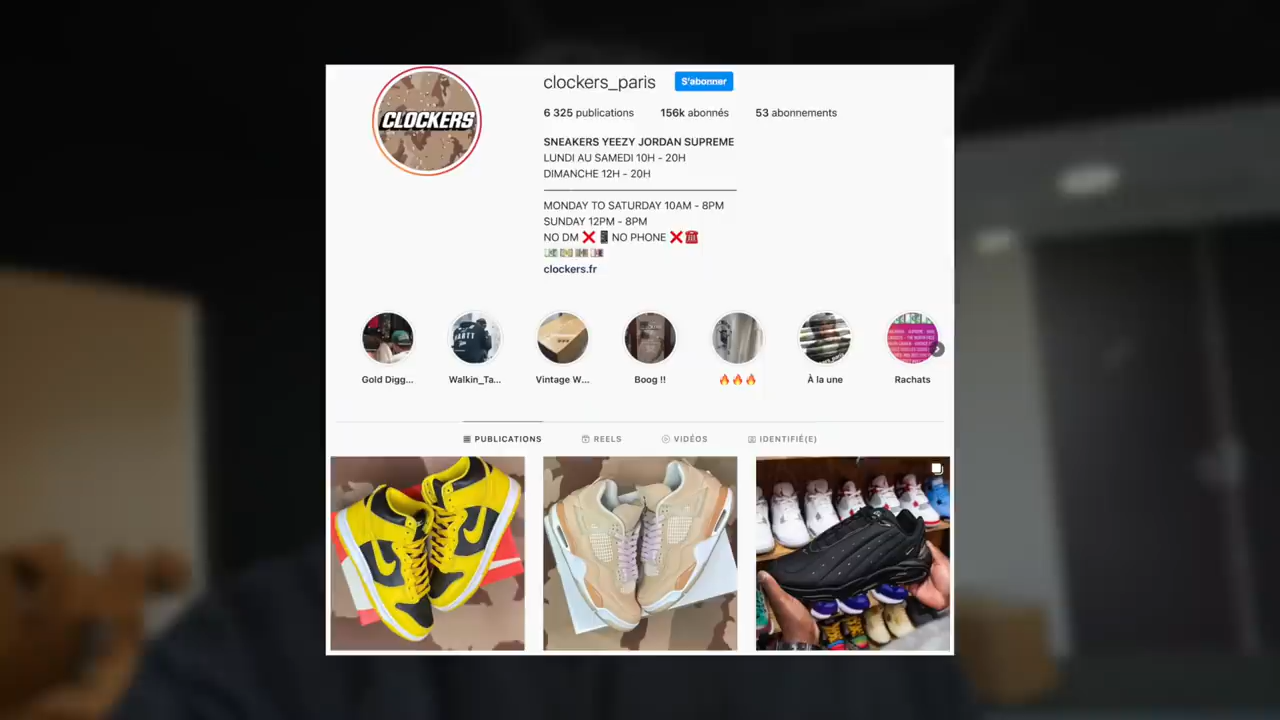 clockers_paris S'abonner
6 325 publications 156k abonnés 53 abonnements
CLOCKERS
SNEAKERS YEEZY JORDAN SUPREME
LUNDI AU SAMEDI 10H - 20H
DIMANCHE 12H - 20H
MONDAY TO SATURDAY 10AM - 8PM
SUNDAY 12PM - 8PM
NO DM ❌ 📱 NO PHONE ❌ ☎️
💶 💴 💵 💷
clockers.fr
Gold Digg... Walkin_Ta... Vintage W... Boog !! 🔥🔥🔥 À la une Rachats
PUBLICATIONS REELS VIDÉOS IDENTIFIÉ(E)